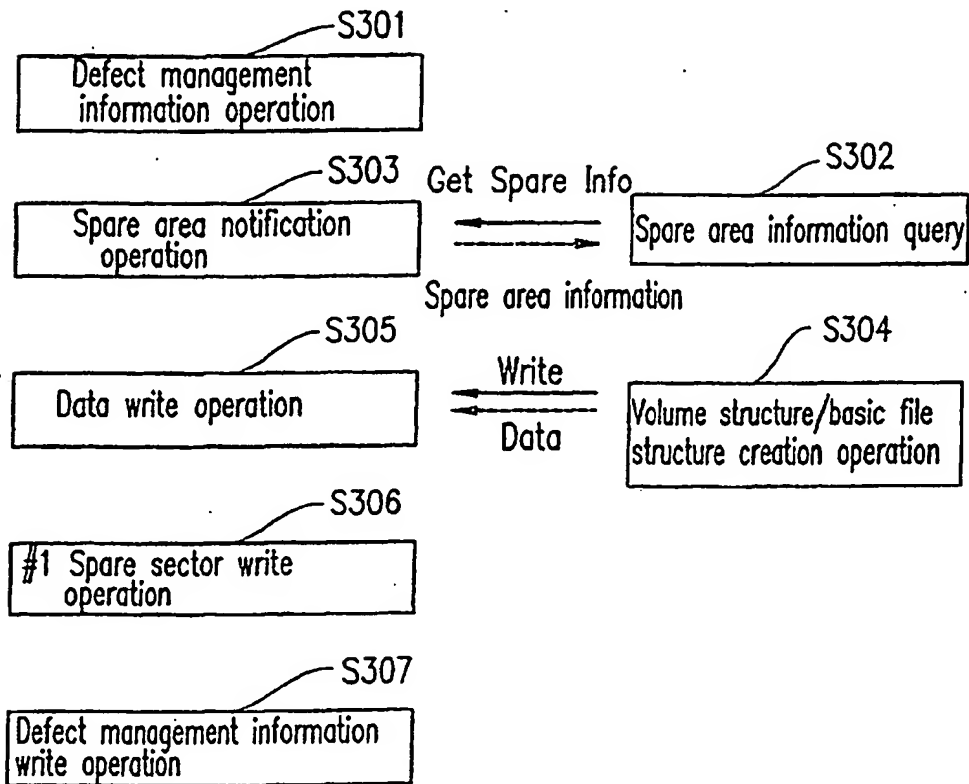 S301
Defect management
information operation
S303
Spare area notification
operation
Get Spare Info
S302
Spare area information query
Spare area information
S305
Data write operation
Write
Data
S304
Volume structure/basic file
structure creation operation
S306
#1 Spare sector write
operation
S307
Defect management information
write operation